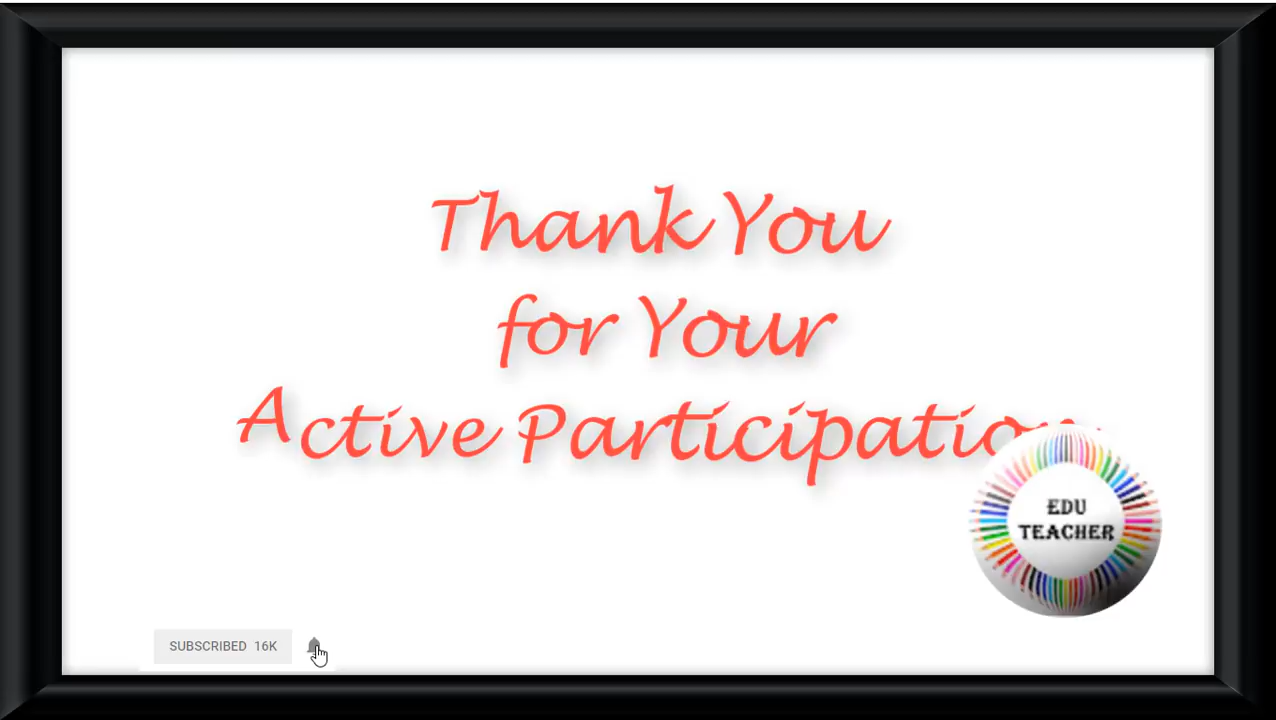 Thank You
for Your
Active Participation
EDU
TEACHER
SUBSCRIBED 16K